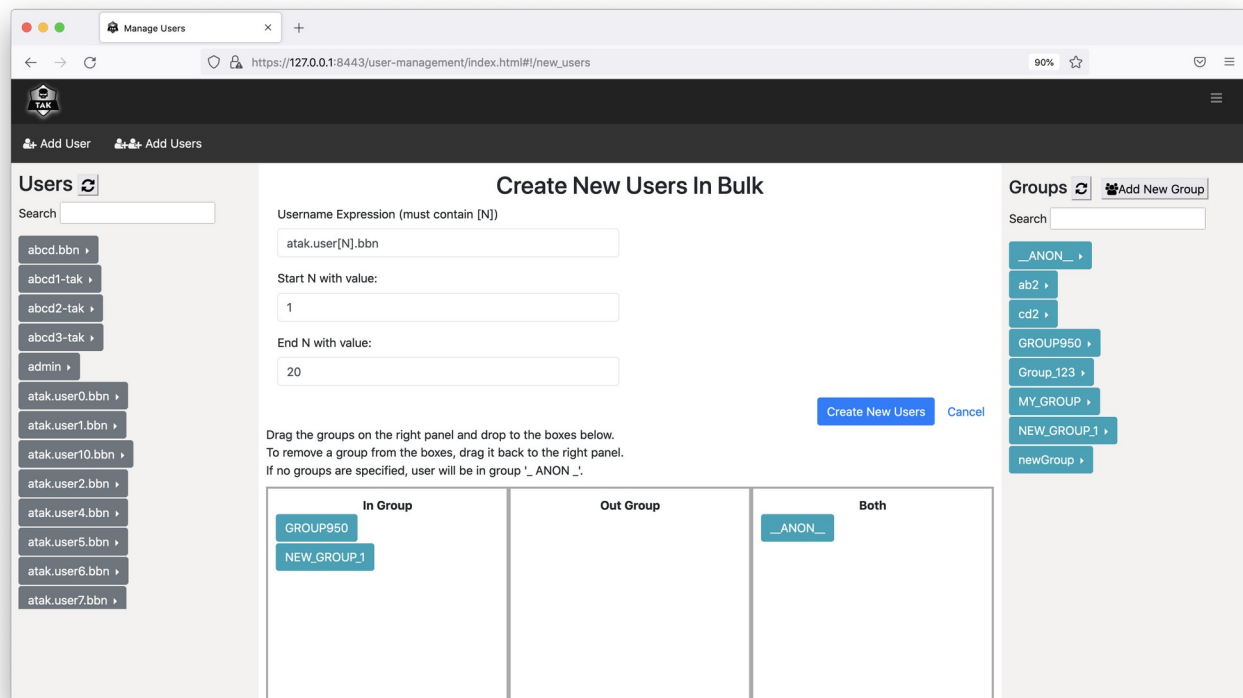 Manage Users
https://127.0.0.1:8443/user-management/index.html#!/new_users
90%
TAK
Add User
Add Users
Users
Search
abcd.bbn
abcd1-tak
abcd2-tak
abcd3-tak
admin
atak.user0.bbn
atak.user1.bbn
atak.user10.bbn
atak.user2.bbn
atak.user4.bbn
atak.user5.bbn
atak.user6.bbn
atak.user7.bbn
Create New Users In Bulk
Username Expression (must contain [N])
atak.user[N].bbn
Start N with value:
1
End N with value:
20
Create New Users
Cancel
Drag the groups on the right panel and drop to the boxes below.
To remove a group from the boxes, drag it back to the right panel.
If no groups are specified, user will be in group '_ ANON _'.
In Group
GROUP950
NEW_GROUP_1
Out Group
Both
__ANON__
Groups
Add New Group
Search
__ANON__
ab2
cd2
GROUP950
Group_123
MY_GROUP
NEW_GROUP_1
newGroup